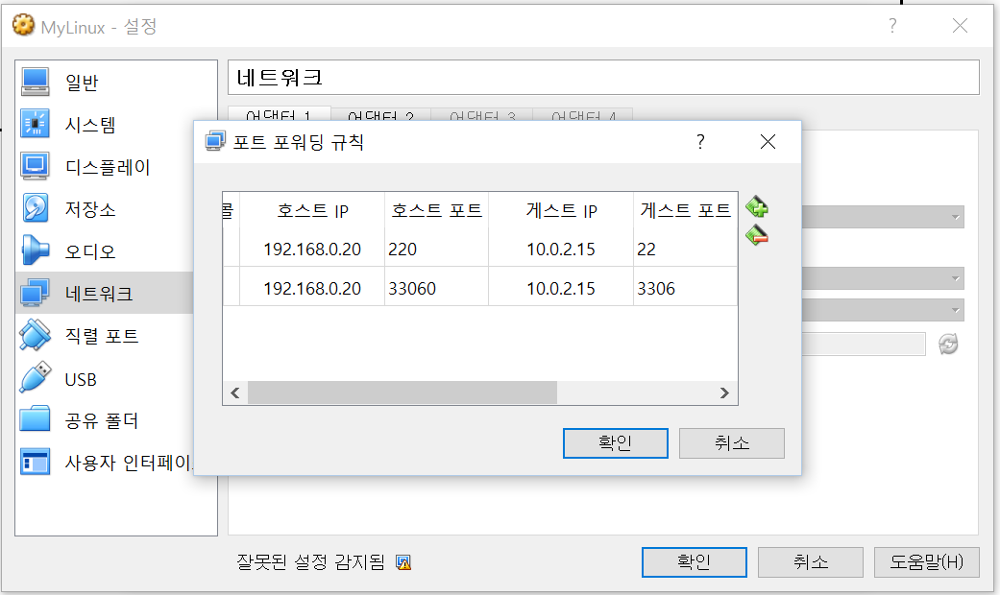 MyLinux - 설정
?
일반
시스템
디스플레이
저장소
오디오
네트워크
직렬 포트
USB
공유 폴더
사용자
네트워크
어댑터 1 어댑터 2 어댑터 3 어댑터 4
포트 포워딩 규칙
?
콜 호스트 IP 호스트 포트 게스트 IP 게스트 포트
192.168.0.20 220 10.0.2.15 22
192.168.0.20 33060 10.0.2.15 3306
확인 취소
잘못된 설정 감지됨
확인 취소 도움말(H)